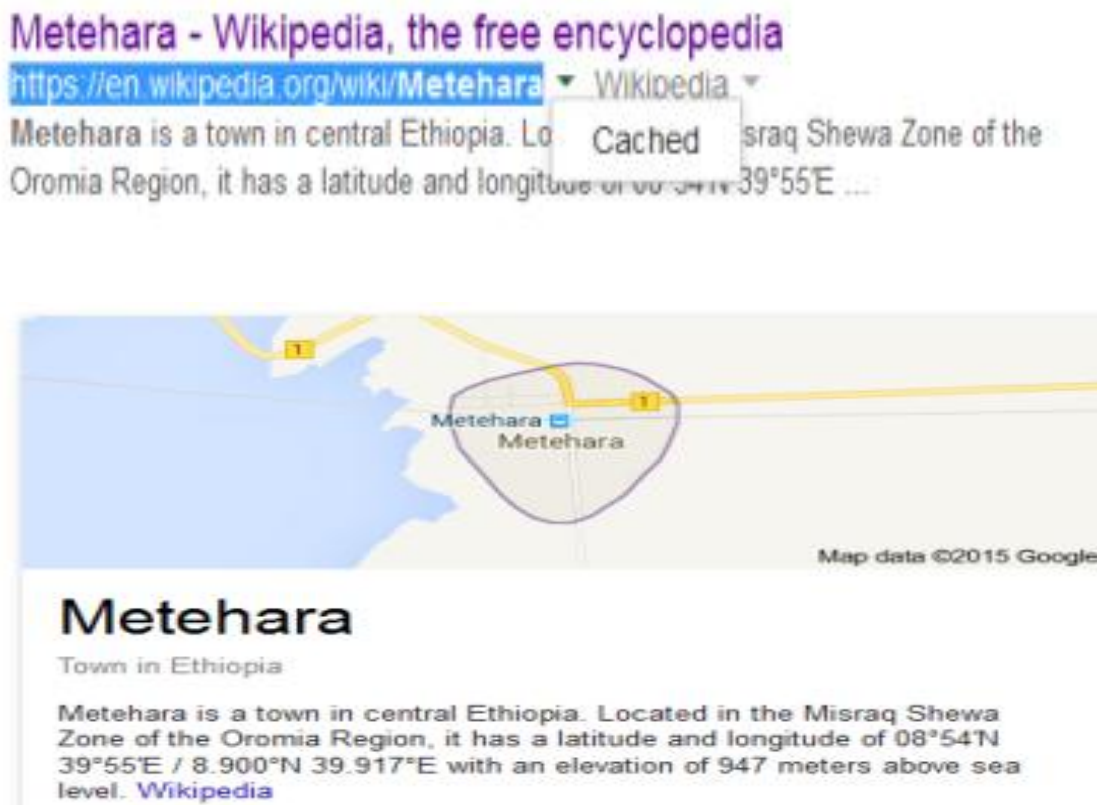 Metehara - Wikipedia, the free encyclopedia
https://en.wikipedia.org/wiki/Metehara Wikipedia
Cached
Metehara is a town in central Ethiopia. Lo sraq Shewa Zone of the
Oromia Region, it has a latitude and longitude of 08°54'N 39°55'E ...
1
1
Metehara
Metehara
Map data ©2015 Google
Metehara
Town in Ethiopia
Metehara is a town in central Ethiopia. Located in the Misraq Shewa
Zone of the Oromia Region, it has a latitude and longitude of 08°54'N
39°55'E / 8.900°N 39.917°E with an elevation of 947 meters above sea
level. Wikipedia